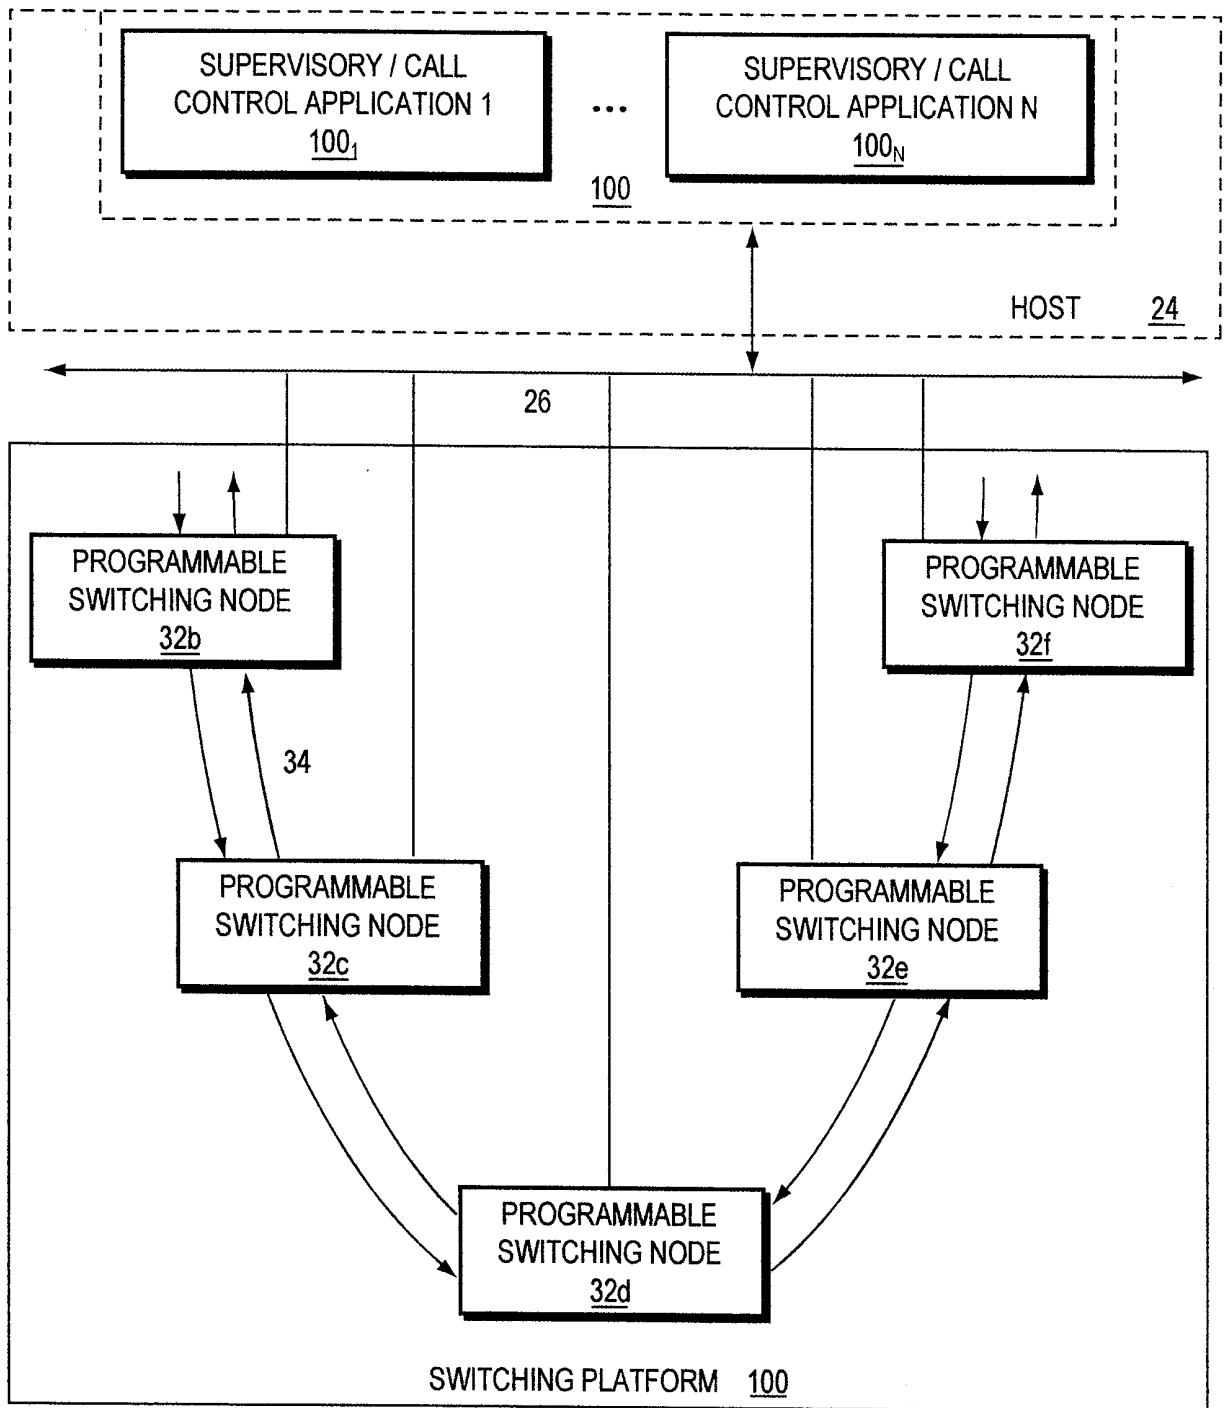 SUPERVISORY / CALL
CONTROL APPLICATION 1
100₁
...
SUPERVISORY / CALL
CONTROL APPLICATION N
100N
100
HOST 24
26
PROGRAMMABLE
SWITCHING NODE
32b
PROGRAMMABLE
SWITCHING NODE
32f
34
PROGRAMMABLE
SWITCHING NODE
32c
PROGRAMMABLE
SWITCHING NODE
32e
PROGRAMMABLE
SWITCHING NODE
32d
SWITCHING PLATFORM 100